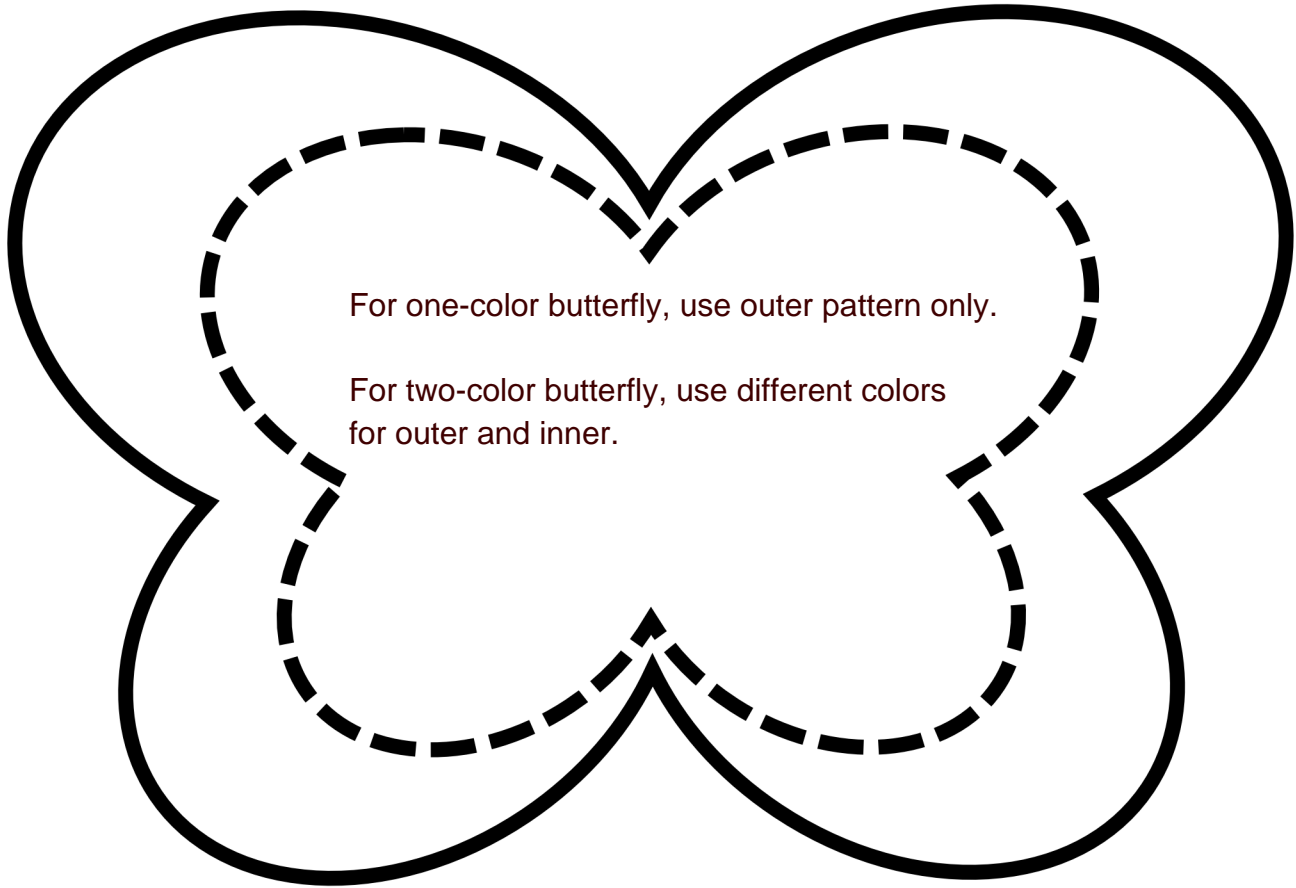 For one-color butterfly, use outer pattern only.
For two-color butterfly, use different colors
for outer and inner.